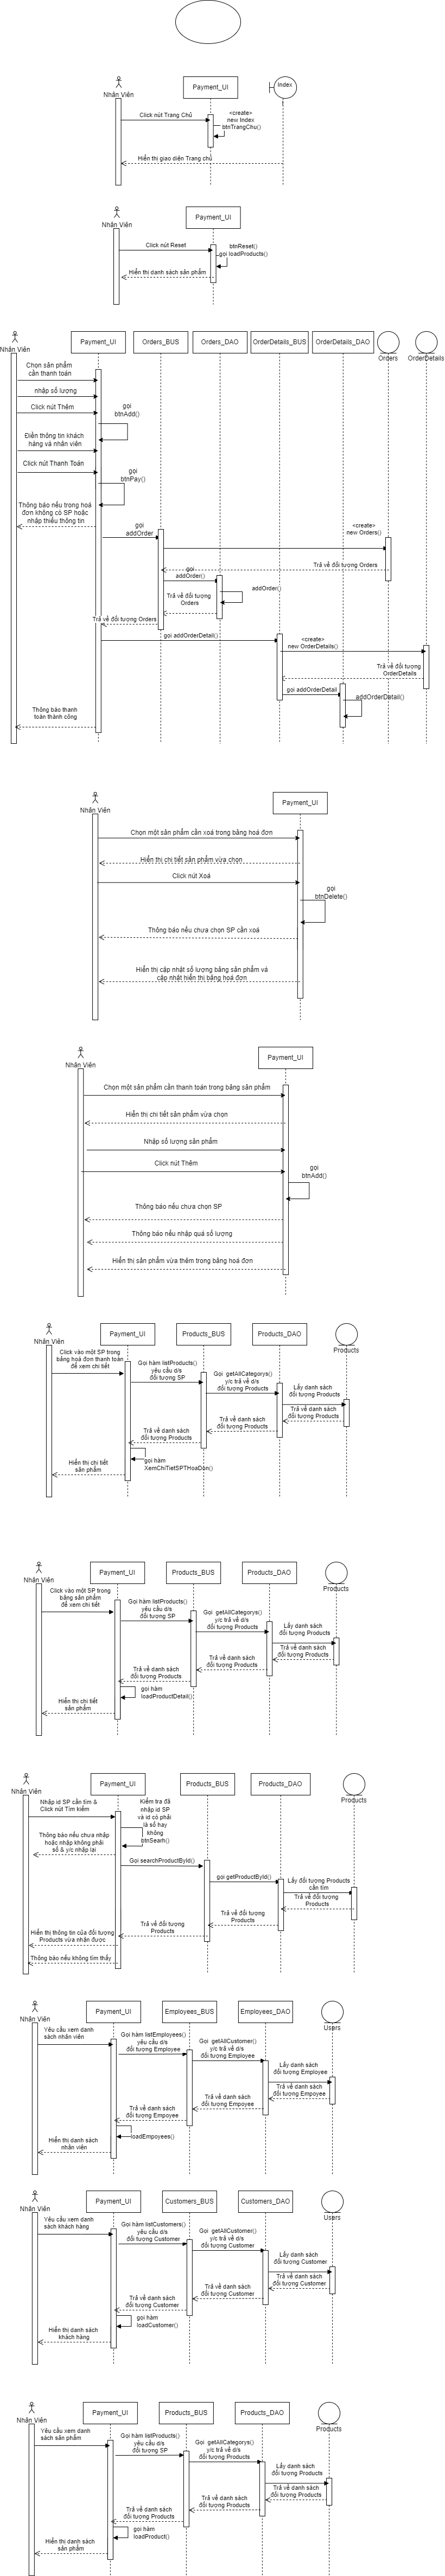 Nhân Viên
Payment_UI
Index
Click nút Trang Chủ
<create>
new Index
btnTrangChu()
Hiển thị giao diện Trang chủ
Nhân Viên
Payment_UI
Click nút Reset
btnReset()
gọi loadProducts()
Hiển thị danh sách sản phẩm
Nhân Viên
Payment_UI
Orders_BUS
Orders_DAO
OrderDetails_BUS
OrderDetails_DAO
Orders
OrderDetails
Chọn sản phẩm
cần thanh toán
nhập số lượng
Click nút Thêm
gọi
btnAdd()
Điền thông tin khách
hàng và nhân viên
Click nút Thanh Toán
gọi
btnPay()
Thông báo nếu trong hoá
đơn không có SP hoặc
nhập thiếu thông tin
gọi
addOrder
<create>
new Orders()
Trả về đối tượng Orders
gọi
addOrder()
addOrder()
Trả về đối tượng
Orders
Trả về đối tượng Orders
gọi addOrderDetail()
<create>
new OrderDetails()
Trả về đối tượng
OrderDetails
gọi addOrderDetail
addOrderDetail()
Thông báo thanh
toán thành công
Nhân Viên
Payment_UI
Chọn một sản phẩm cần xoá trong bảng hoá đơn
Hiển thị chi tiết sản phẩm vừa chọn
Click nút Xoá
gọi
btnDelete()
Thông báo nếu chưa chọn SP cần xoá
Hiển thị cập nhật số lượng bảng sản phẩm và
cập nhật hiển thị bảng hoá đơn
Nhân Viên
Payment_UI
Chọn một sản phẩm cần thanh toán trong bảng sản phẩm
Hiển thị chi tiết sản phẩm vừa chọn
Nhập số lượng sản phẩm
Click nút Thêm
gọi
btnAdd()
Thông báo nếu chưa chọn SP
Thông báo nếu nhập quá số lượng
Hiển thị sản phẩm vừa thêm trong bảng hoá đơn
Nhân Viên
Payment_UI
Products_BUS
Products_DAO
Products
Click vào một SP trong
bảng hoá đơn thanh toán
để xem chi tiết
Gọi hàm listProducts()
yêu cầu d/s
đối tượng SP
Gọi getAllCategorys()
y/c trả về d/s
đối tượng Products
Lấy danh sách
đối tượng Products
Trả về danh sách
đối tượng Products
Trả về danh sách
đối tượng Products
Trả về danh sách
đối tượng Products
gọi hàm
XemChiTietSPTHoaDon()
Hiển thị chi tiết
sản phẩm
Nhân Viên
Payment_UI
Products_BUS
Products_DAO
Products
Click vào một SP trong
bảng sản phẩm
để xem chi tiết
Gọi hàm listProducts()
yêu cầu d/s
đối tượng SP
Gọi getAllCategorys()
y/c trả về d/s
đối tượng Products
Lấy danh sách
đối tượng Products
Trả về danh sách
đối tượng Products
Trả về danh sách
đối tượng Products
Trả về danh sách
đối tượng Products
gọi hàm
loadProductDetail()
Hiển thị chi tiết
sản phẩm
Nhân Viên
Payment_UI
Products_BUS
Products_DAO
Products
Nhập id SP cần tìm &
Click nút Tìm kiếm
Kiểm tra đã
nhập id SP
và id có phải
là số hay
không
btnSearh()
Thông báo nếu chưa nhập
hoặc nhập không phải
số & y/c nhập lại
Gọi searchProductById()
gọi getProductById()
Lấy đối tượng Products
cần tìm
Trả về đối tượng
Products
Trả về đối tượng
Products
Trả về đối tượng
Products
Hiển thị thông tin của đối tượng
Products vừa nhận được
Thông báo nếu không tìm thấy
Nhân Viên
Payment_UI
Employees_BUS
Employees_DAO
Users
Yêu cầu xem danh
sách nhân viên
Gọi hàm listEmployees()
yêu cầu d/s
đối tượng Employee
Gọi getAllCustomer()
y/c trả về d/s
đối tượng Employee
Lấy danh sách
đối tượng Employee
Trả về danh sách
đối tượng Empoyee
Trả về danh sách
đối tượng Empoyee
Trả về danh sách
đối tượng Empoyee
loadEmpoyees()
Hiển thị danh sách
nhân viên
Nhân Viên
Payment_UI
Customers_BUS
Customers_DAO
Users
Yêu cầu xem danh
sách khách hàng
Gọi hàm listCustomers()
yêu cầu d/s
đối tượng Customer
Gọi getAllCustomer()
y/c trả về d/s
đối tượng Customer
Lấy danh sách
đối tượng Customer
Trả về danh sách
đối tượng Customer
Trả về danh sách
đối tượng Customer
Trả về danh sách
đối tượng Customer
gọi hàm
loadCustomer()
Hiển thị danh sách
khách hàng
Nhân Viên
Payment_UI
Products_BUS
Products_DAO
Products
Yêu cầu xem danh
sách sản phẩm
Gọi hàm listProducts()
yêu cầu d/s
đối tượng SP
Gọi getAllCategorys()
y/c trả về d/s
đối tượng Products
Lấy danh sách
đối tượng Products
Trả về danh sách
đối tượng Products
Trả về danh sách
đối tượng Products
Trả về danh sách
đối tượng Products
gọi hàm
loadProduct()
Hiển thị danh sách
sản phẩm